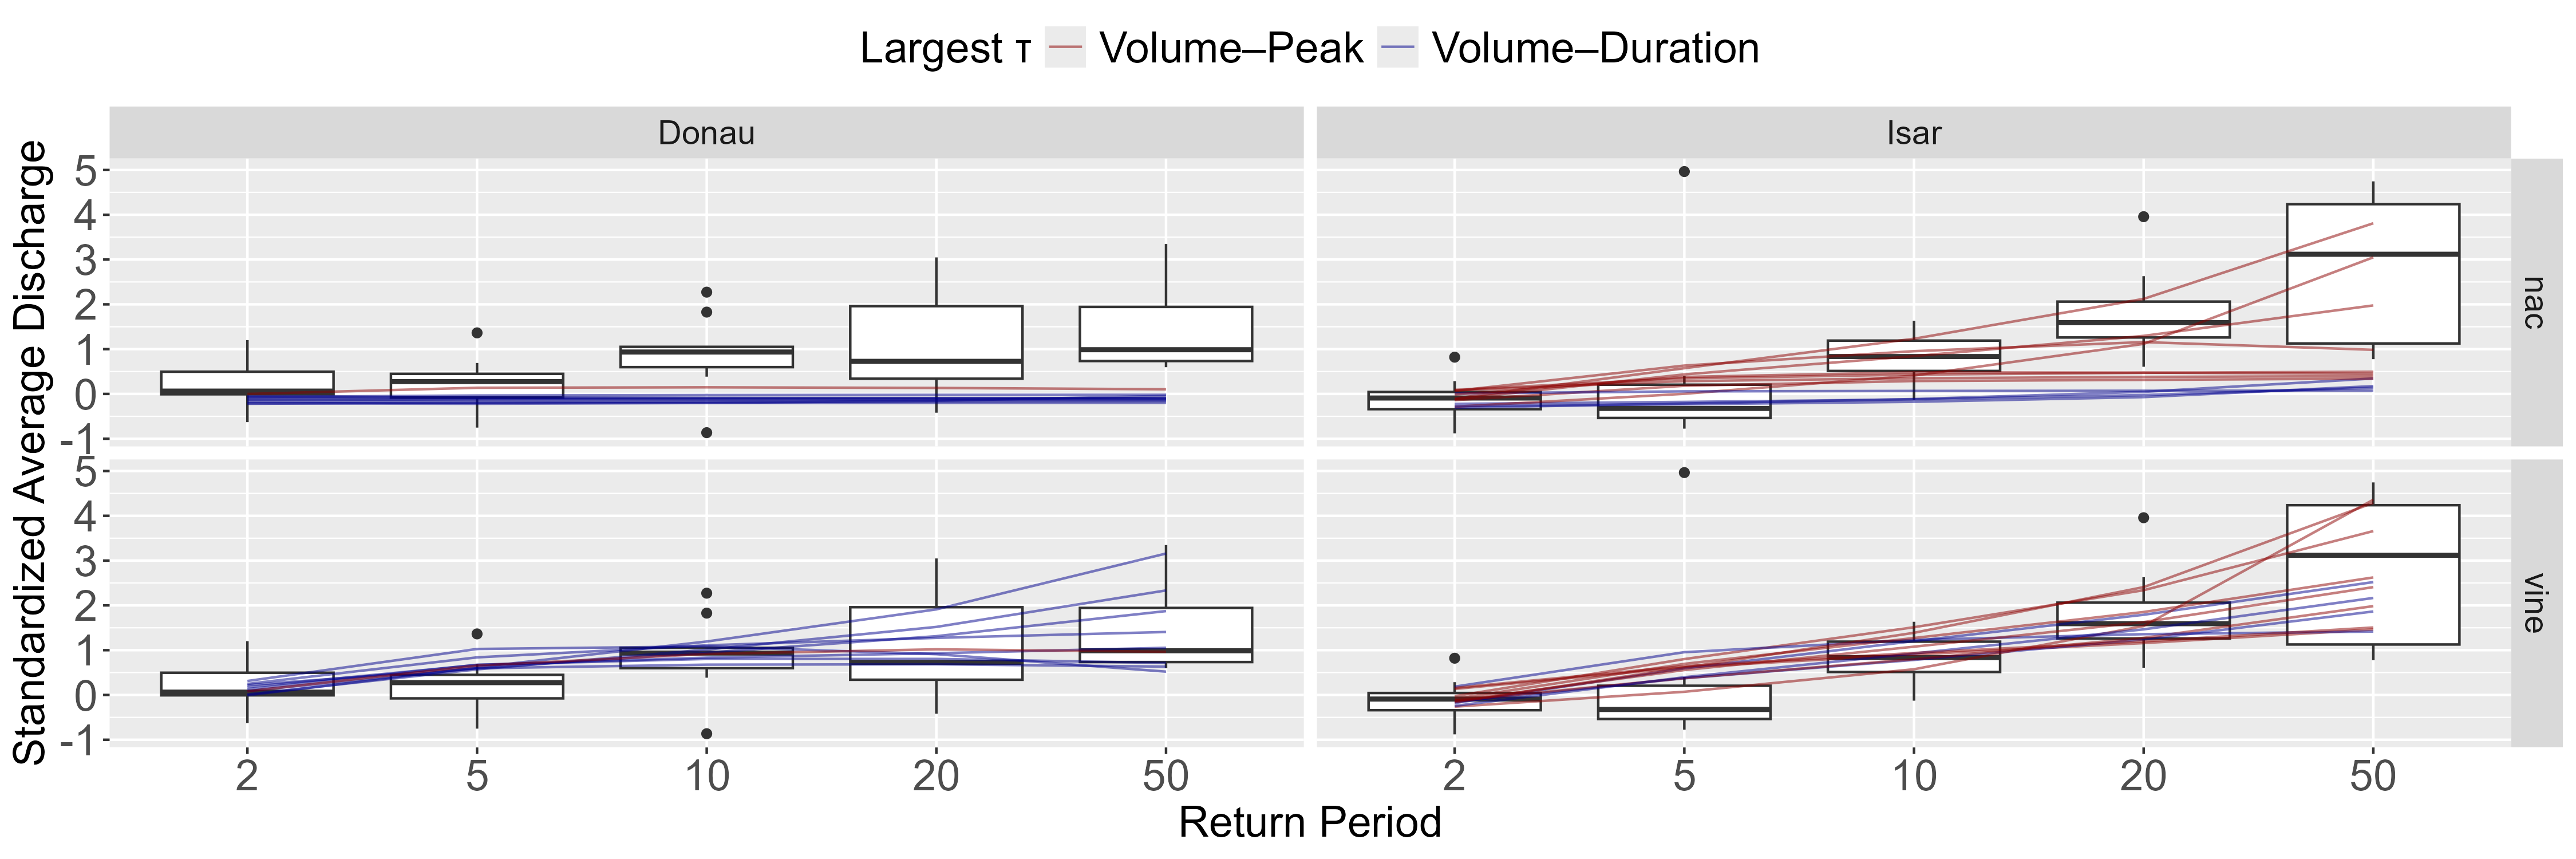 Largest τ Volume–Peak Volume–Duration
Donau Isar
Standardized Average Discharge
5
4
3
2
1
0
-1
nac
5
4
3
2
1
0
-1
vine
2 5 10 20 50 2 5 10 20 50
Return Period